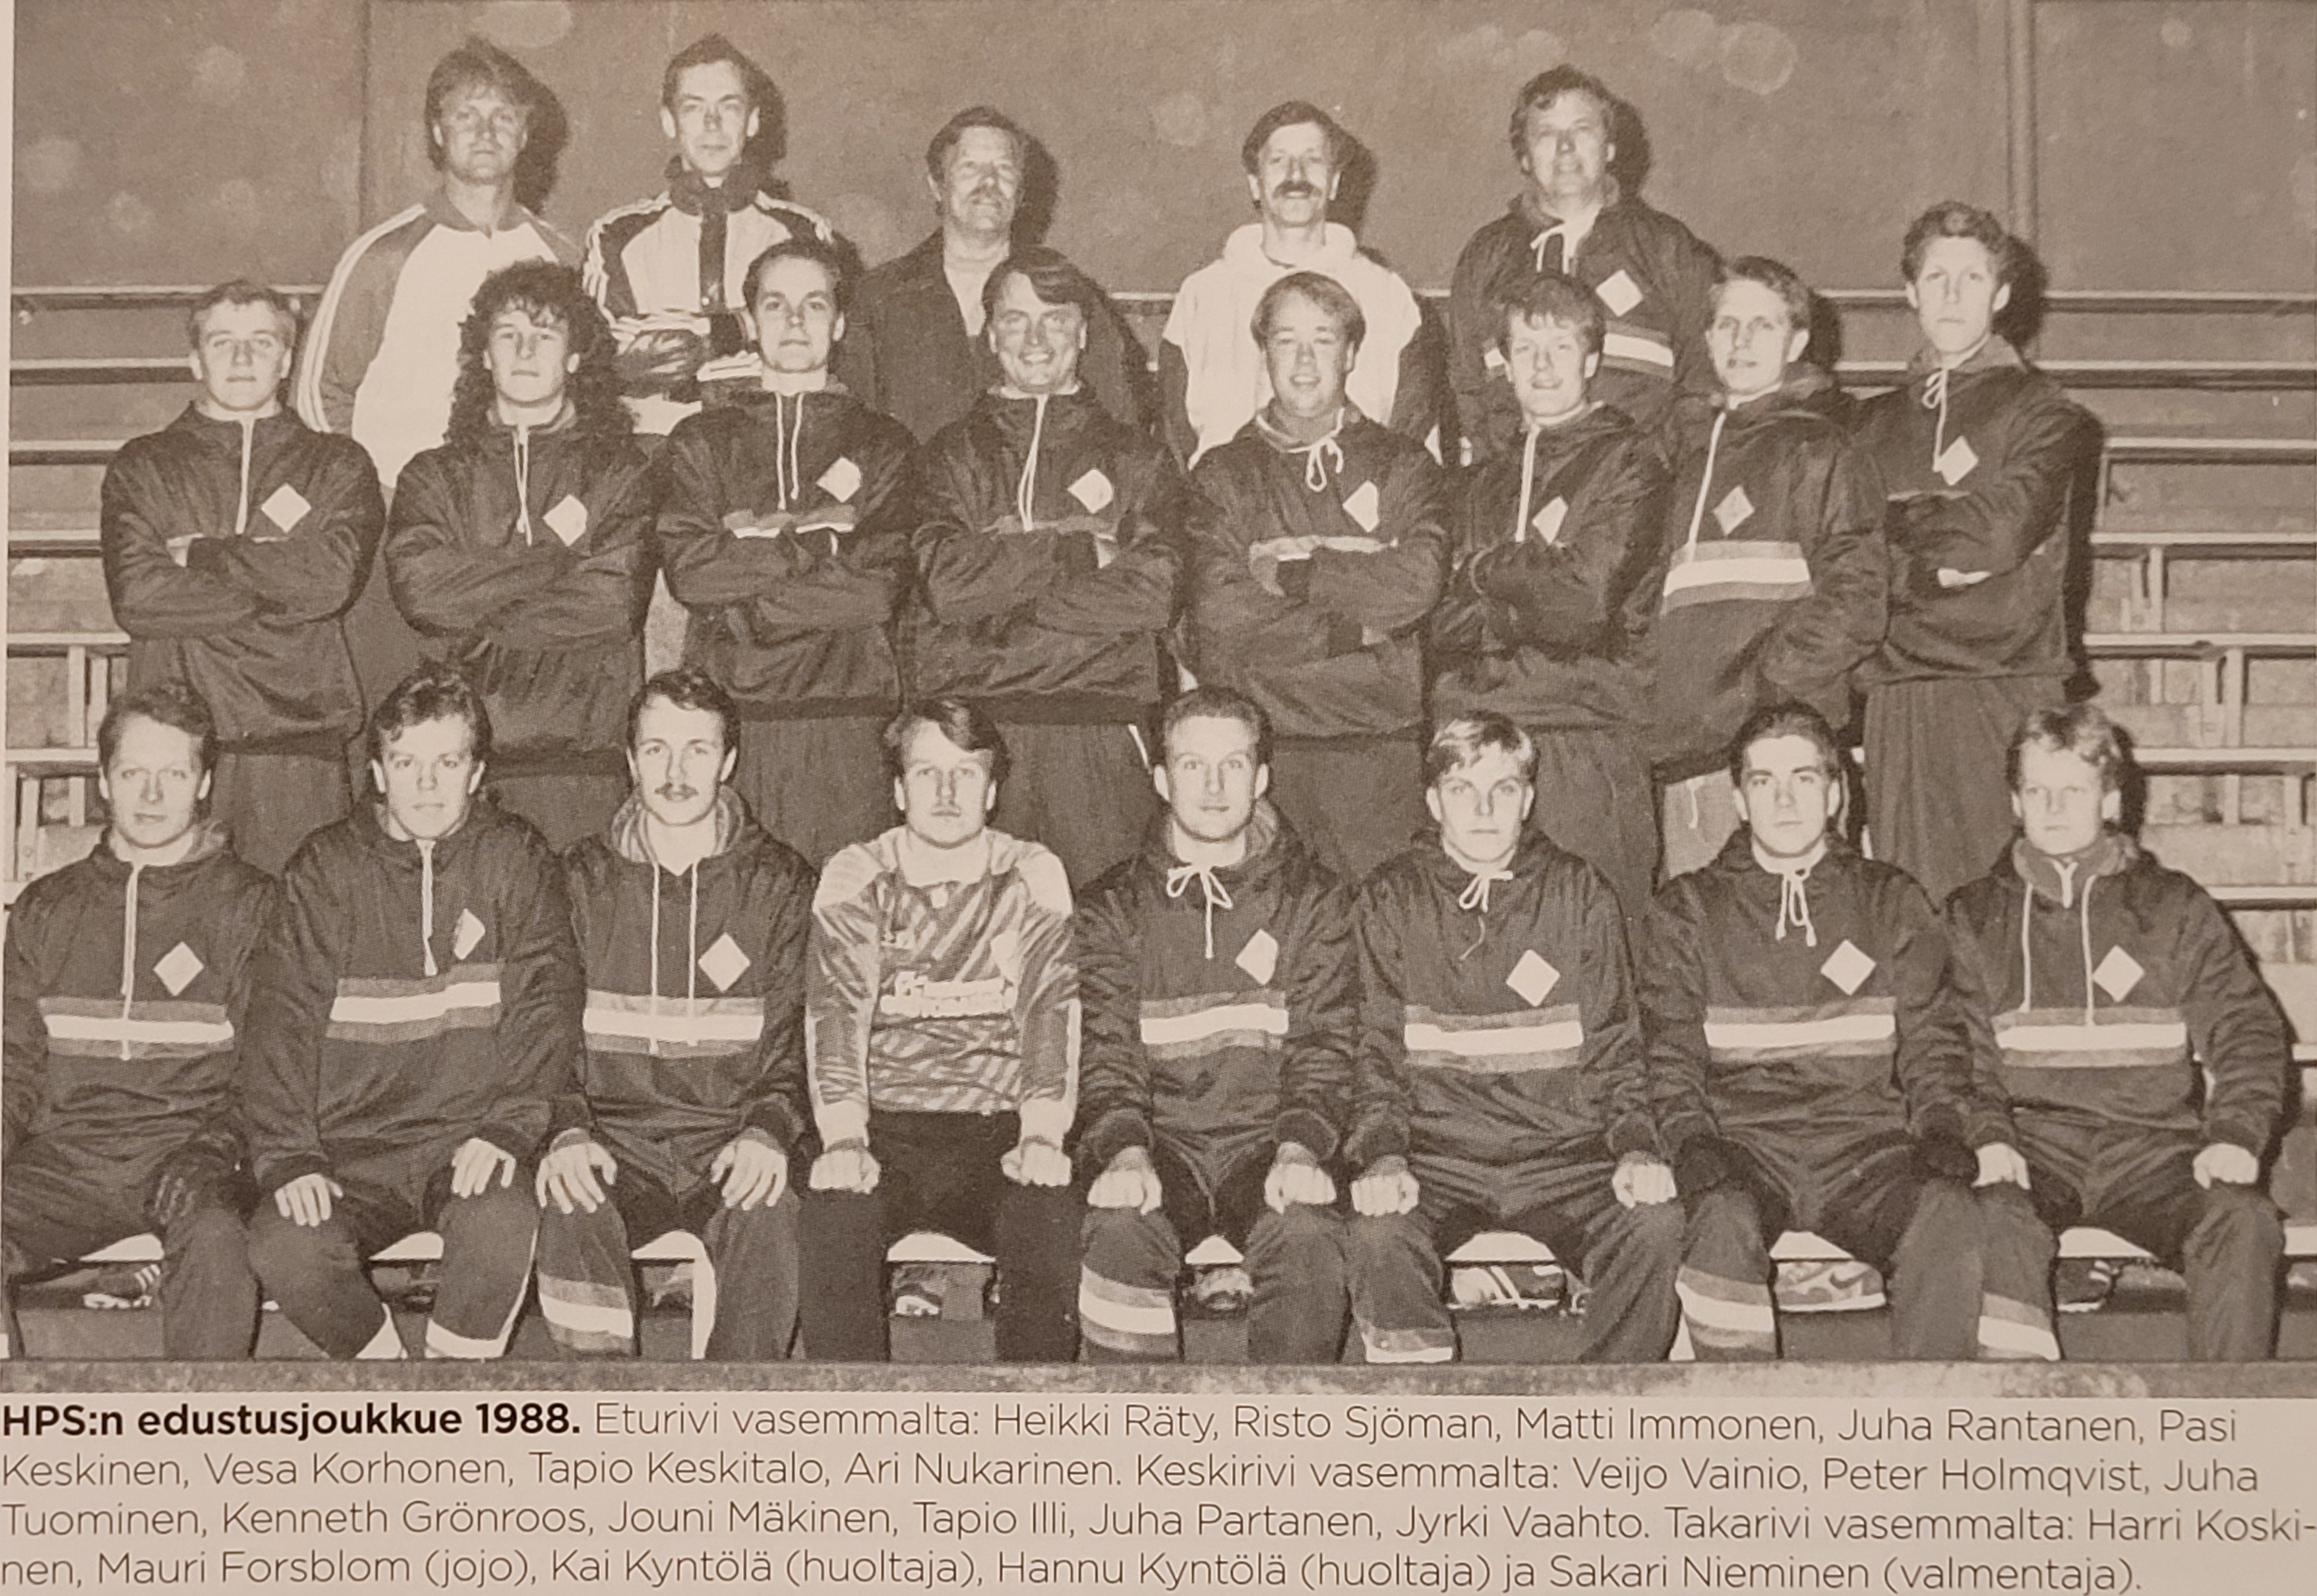 HPS:n edustusjoukkue 1988. Eturivi vasemmalta: Heikki Räty, Risto Sjöman, Matti Immonen, Juha Rantanen, Pasi
Keskinen, Vesa Korhonen, Tapio Keskitalo, Ari Nukarinen. Keskirivi vasemmalta: Veijo Vainio, Peter Holmqvist, Juha
Tuominen, Kenneth Grönroos, Jouni Mäkinen, Tapio Illi, Juha Partanen, Jyrki Vaahto. Takarivi vasemmalta: Harri Koski-
nen, Mauri Forsblom (jojo), Kai Kyntölä (huoltaja), Hannu Kyntölä (huoltaja) ja Sakari Nieminen (valmentaja).